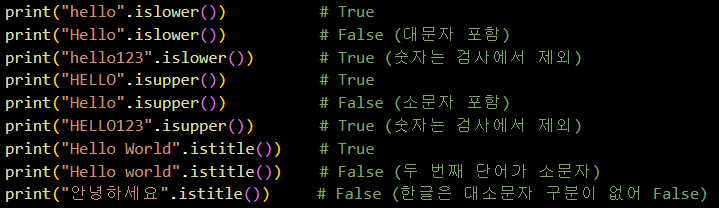 print("hello".islower())          # True
print("Hello".islower())          # False (대문자 포함)
print("hello123".islower())       # True (숫자는 검사에서 제외)
print("HELLO".isupper())          # True
print("Hello".isupper())          # False (소문자 포함)
print("HELLO123".isupper())       # True (숫자는 검사에서 제외)
print("Hello World".istitle())    # True
print("Hello world".istitle())    # False (두 번째 단어가 소문자)
print("안녕하세요".istitle())     # False (한글은 대소문자 구분이 없어 False)